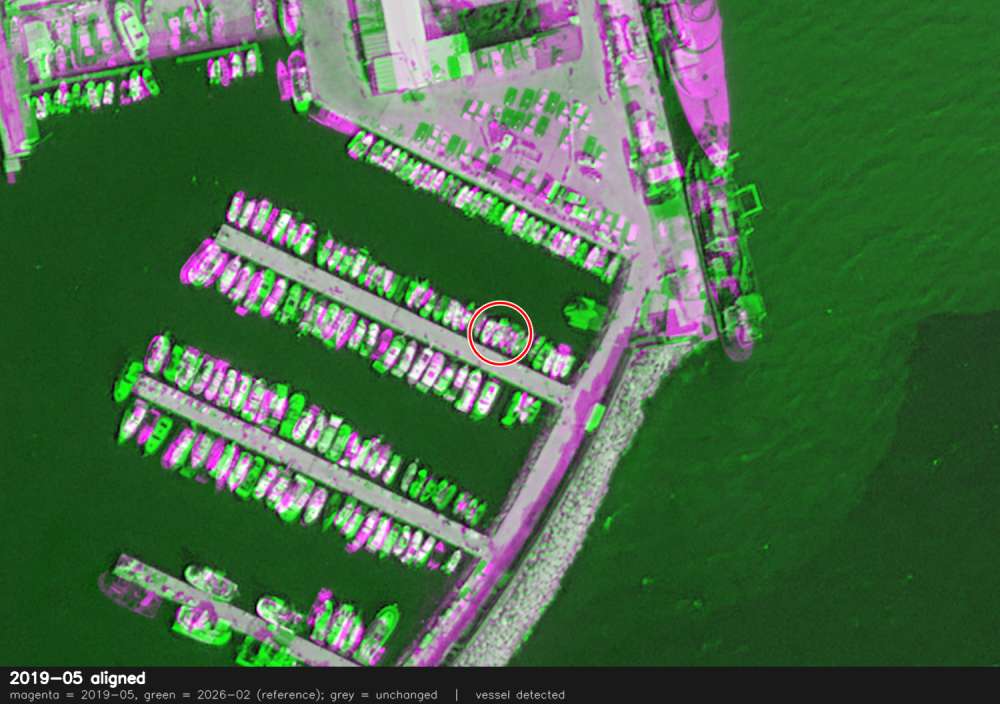 2019-05 aligned
magenta = 2019-05, green = 2026-02 (reference); grey = unchanged | vessel detected